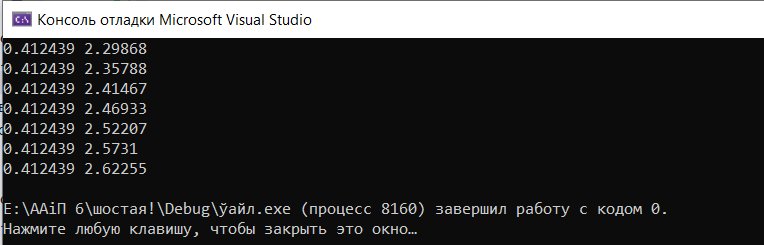 Консоль отладки Microsoft Visual Studio
0.412439 2.29868
0.412439 2.35788
0.412439 2.41467
0.412439 2.46933
0.412439 2.52207
0.412439 2.5731
0.412439 2.62255
E:\ААiП 6\шостая!\Debug\ўайл.exe (процесс 8160) завершил работу с кодом 0.
Нажмите любую клавишу, чтобы закрыть это окно…